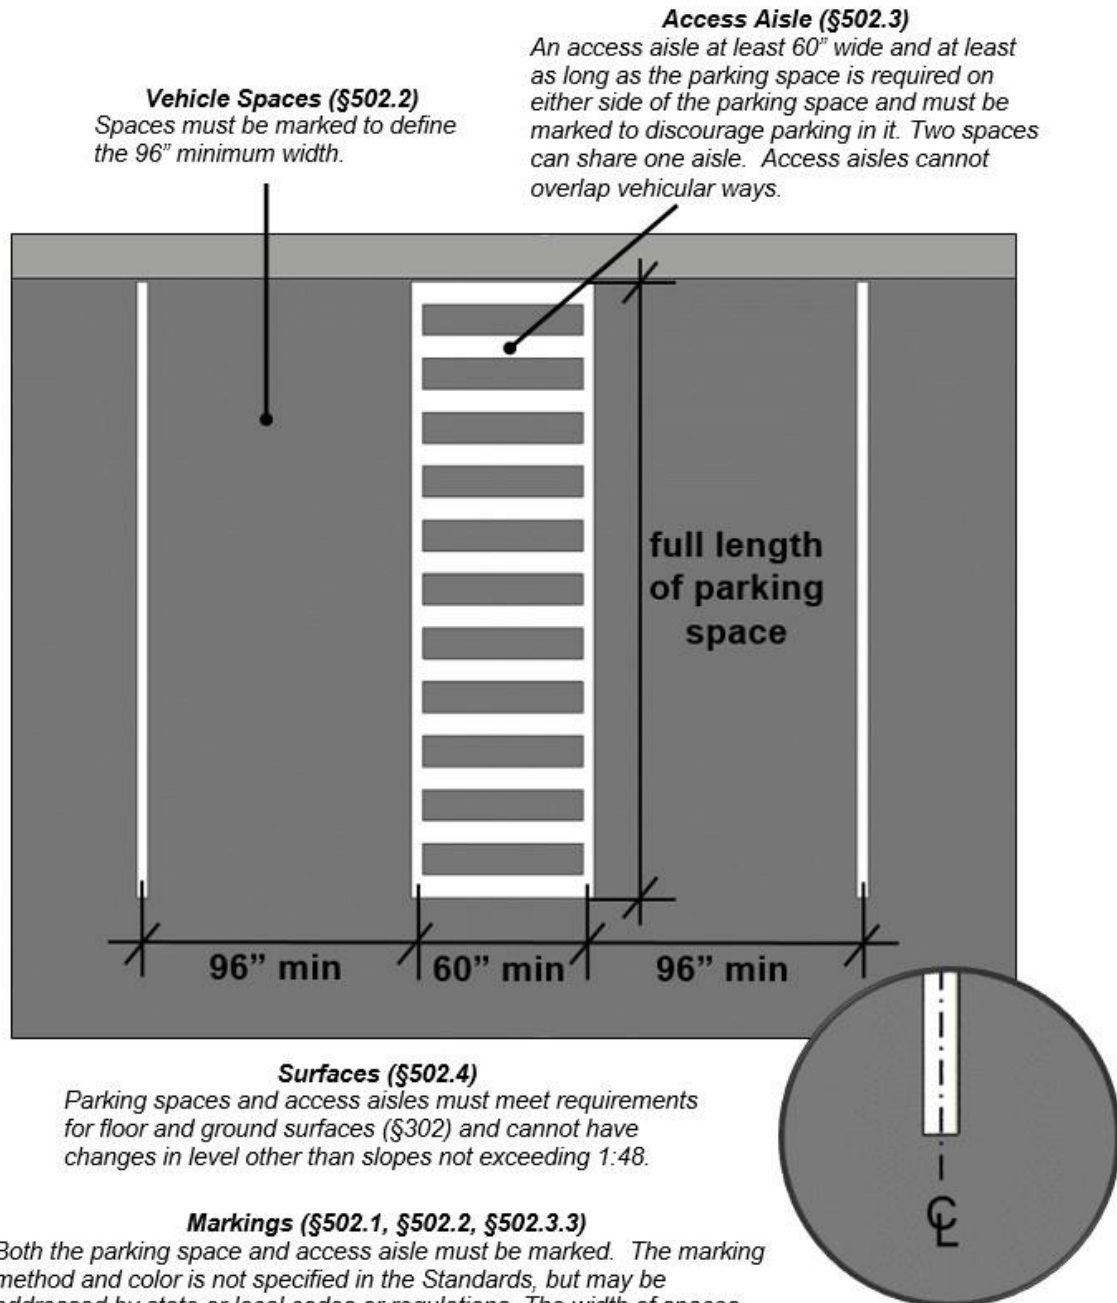 Access Aisle (§502.3)
An access aisle at least 60” wide and at least
as long as the parking space is required on
either side of the parking space and must be
marked to discourage parking in it. Two spaces
can share one aisle. Access aisles cannot
overlap vehicular ways.
Vehicle Spaces (§502.2)
Spaces must be marked to define
the 96” minimum width.
full length
of parking
space
96” min
60” min
96” min
℄
Surfaces (§502.4)
Parking spaces and access aisles must meet requirements
for floor and ground surfaces (§302) and cannot have
changes in level other than slopes not exceeding 1:48.
Markings (§502.1, §502.2, §502.3.3)
Both the parking space and access aisle must be marked. The marking
method and color is not specified in the Standards, but may be
addressed by state or local codes or regulations. The width of spaces